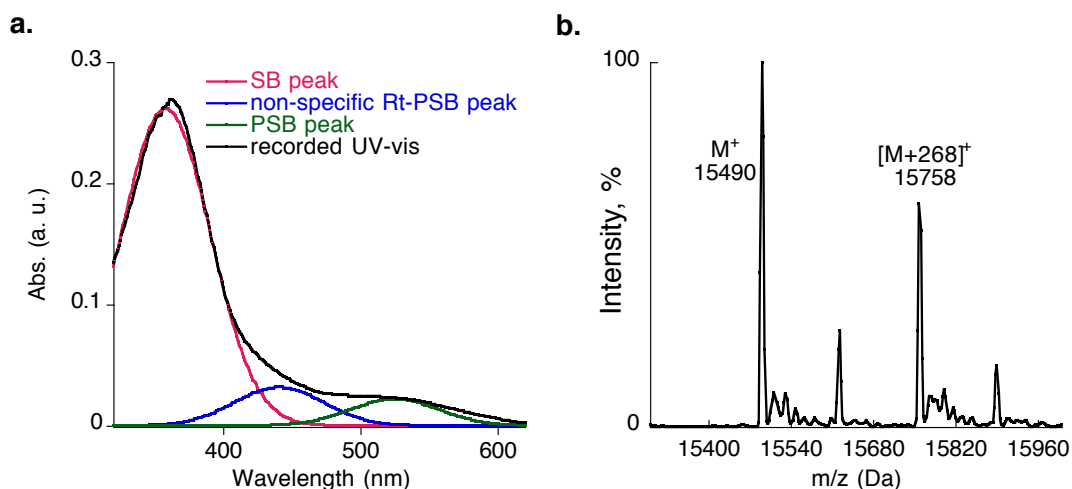 a.
0.3
0.2
0.1
0
Abs. (a. u.)
SB peak
non-specific Rt-PSB peak
PSB peak
recorded UV-vis
400
500
600
Wavelength (nm)
b.
100
0
Intensity, %
M+
15490
[M+268]+
15758
15400
15540
15680
15820
15960
m/z (Da)